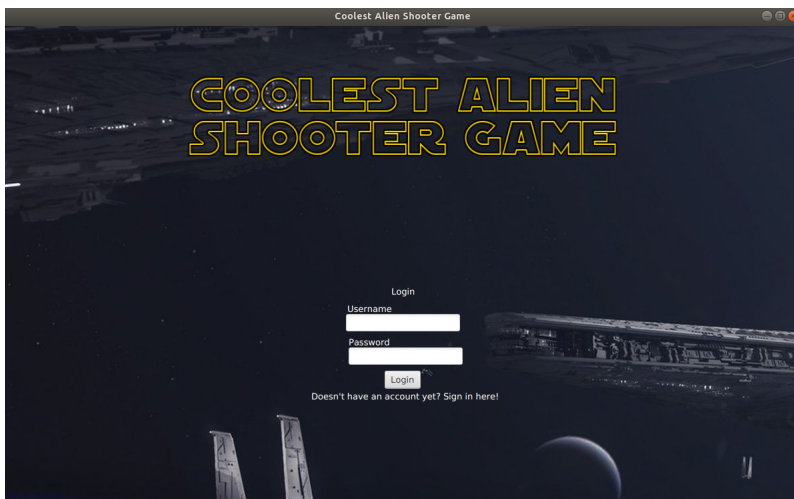 Coolest Alien Shooter Game
COOLEST ALIEN
SHOOTER GAME
Login
Username
Password
Login
Doesn't have an account yet? Sign in here!